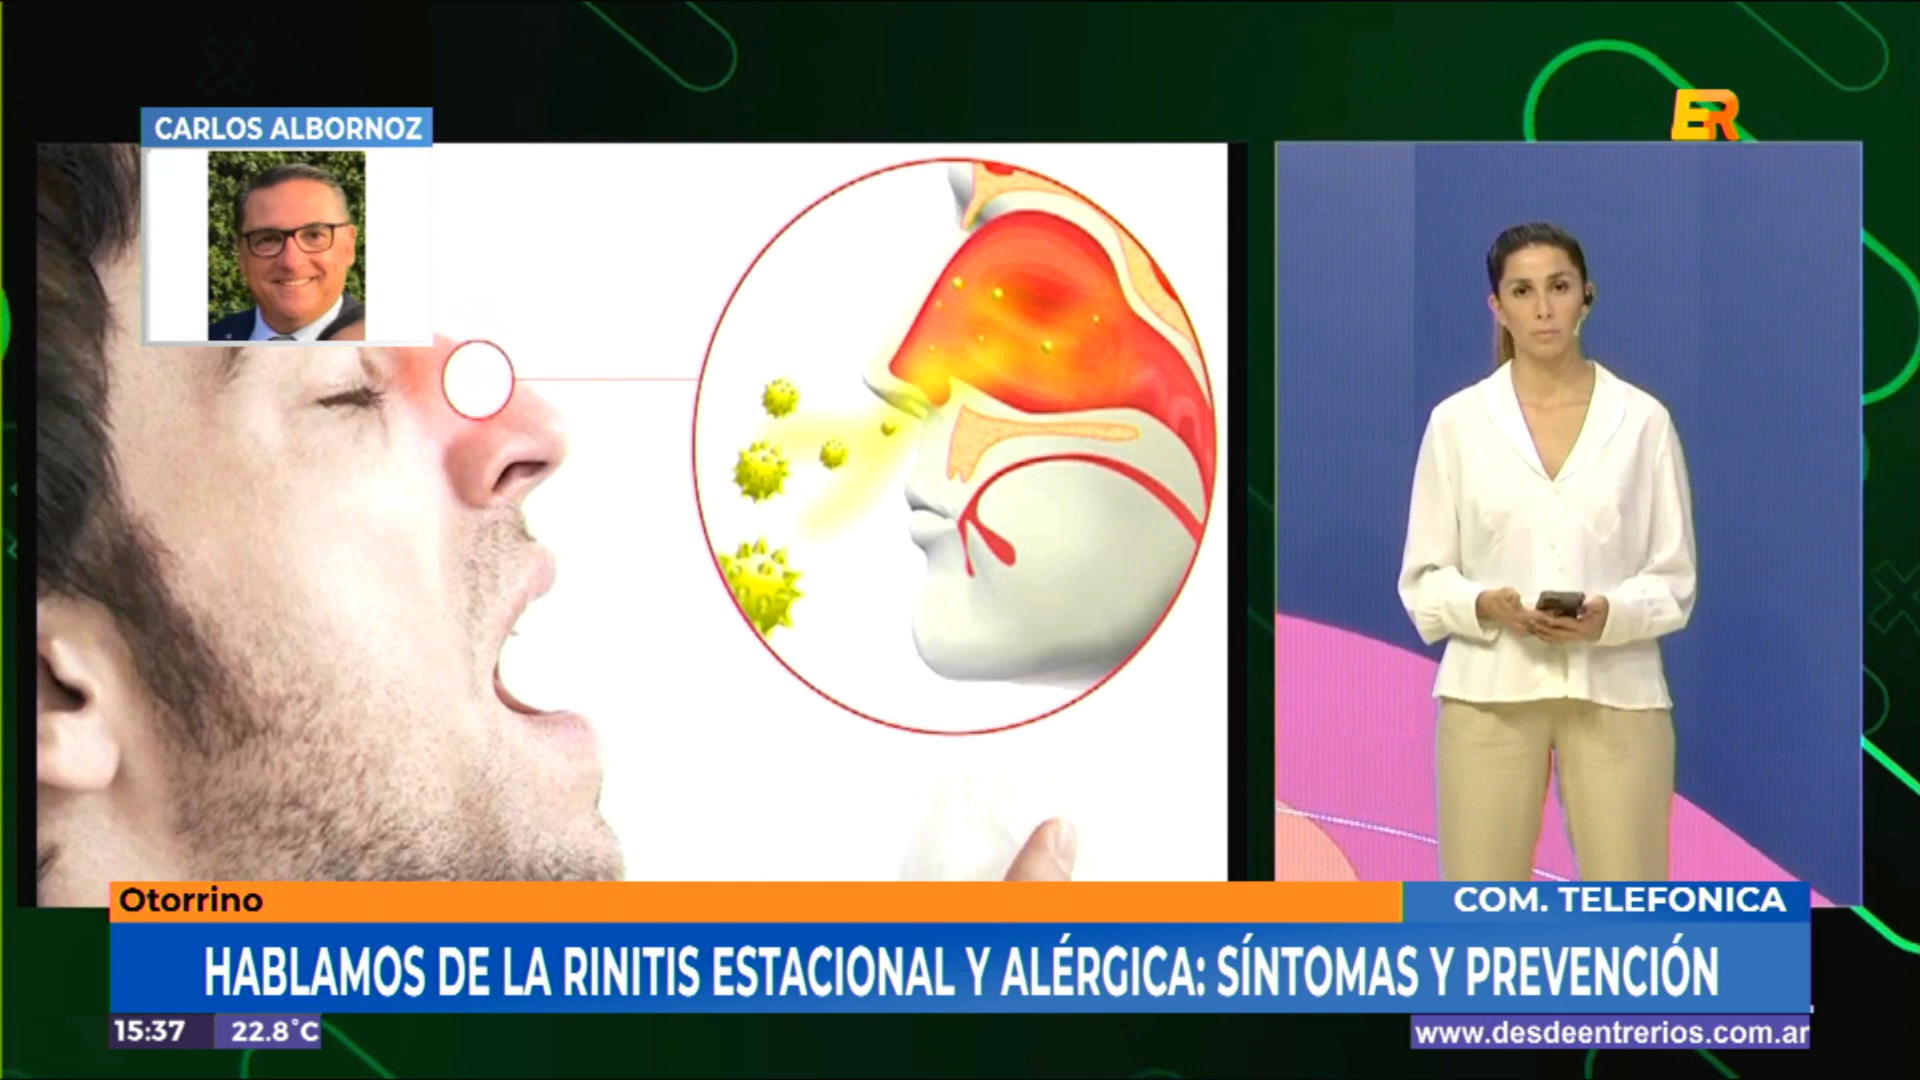 ER
CARLOS ALBORNOZ
Otorrino
COM. TELEFONICA
HABLAMOS DE LA RINITIS ESTACIONAL Y ALÉRGICA: SÍNTOMAS Y PREVENCIÓN
15:37
22.8°C
www.desdeentrerios.com.ar